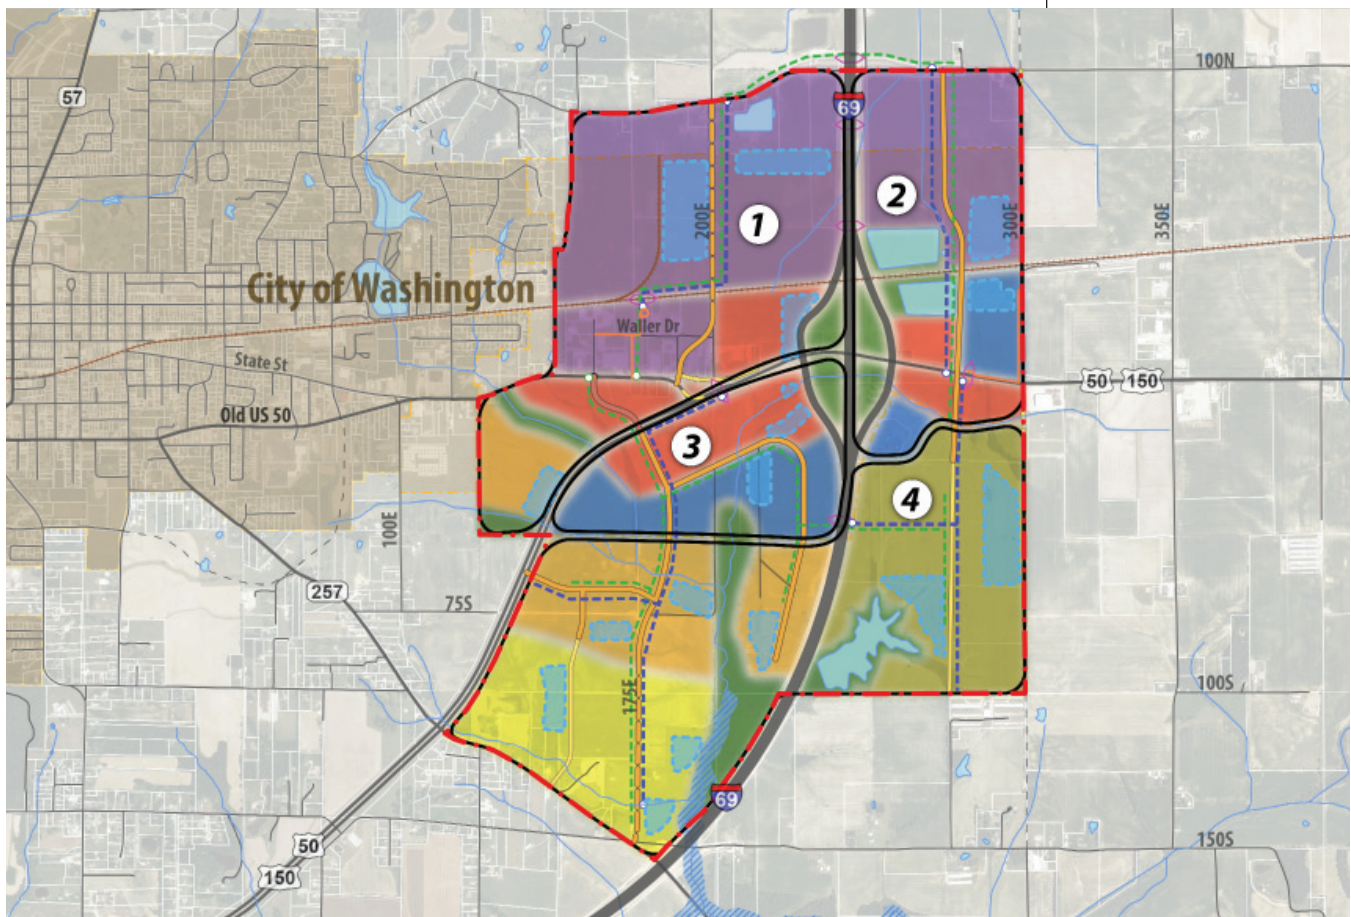 100N
57
69
2
1
200E
300E
350E
City of Washington
Waller Dr
State St
50 150
Old US 50
3
4
100E
257
75S
175E
100S
69
50
150S
150